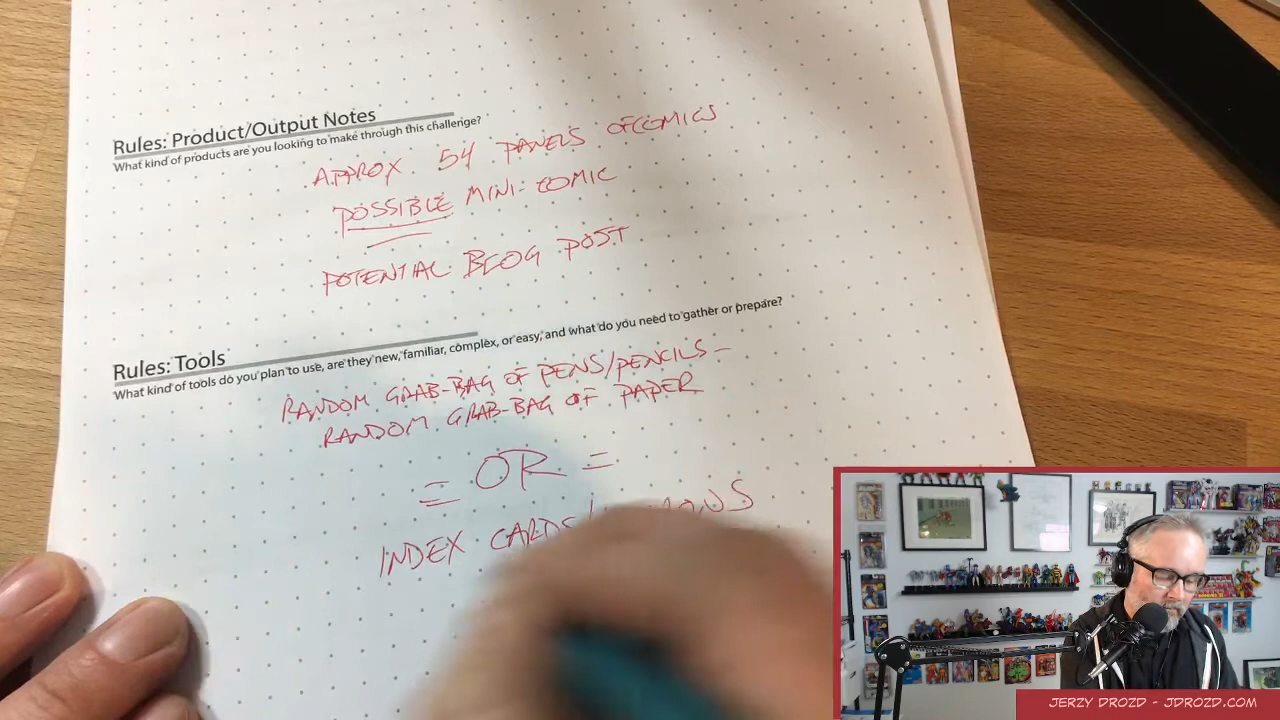 Rules: Product/Output Notes
What kind of products are you looking to make through this challenge?
APPROX. 54 PANELS OF COMICS
POSSIBLE MINI-COMIC
POTENTIAL BLOG POST
Rules: Tools
What kind of tools do you plan to use, are they new, familiar, complex, or easy, and what do you need to gather or prepare?
RANDOM GRAB-BAG OF PENS/PENCILS –
RANDOM GRAB-BAG OF PAPER
= OR =
INDEX CARDS/
JERZY DROZD - JDROZD.COM